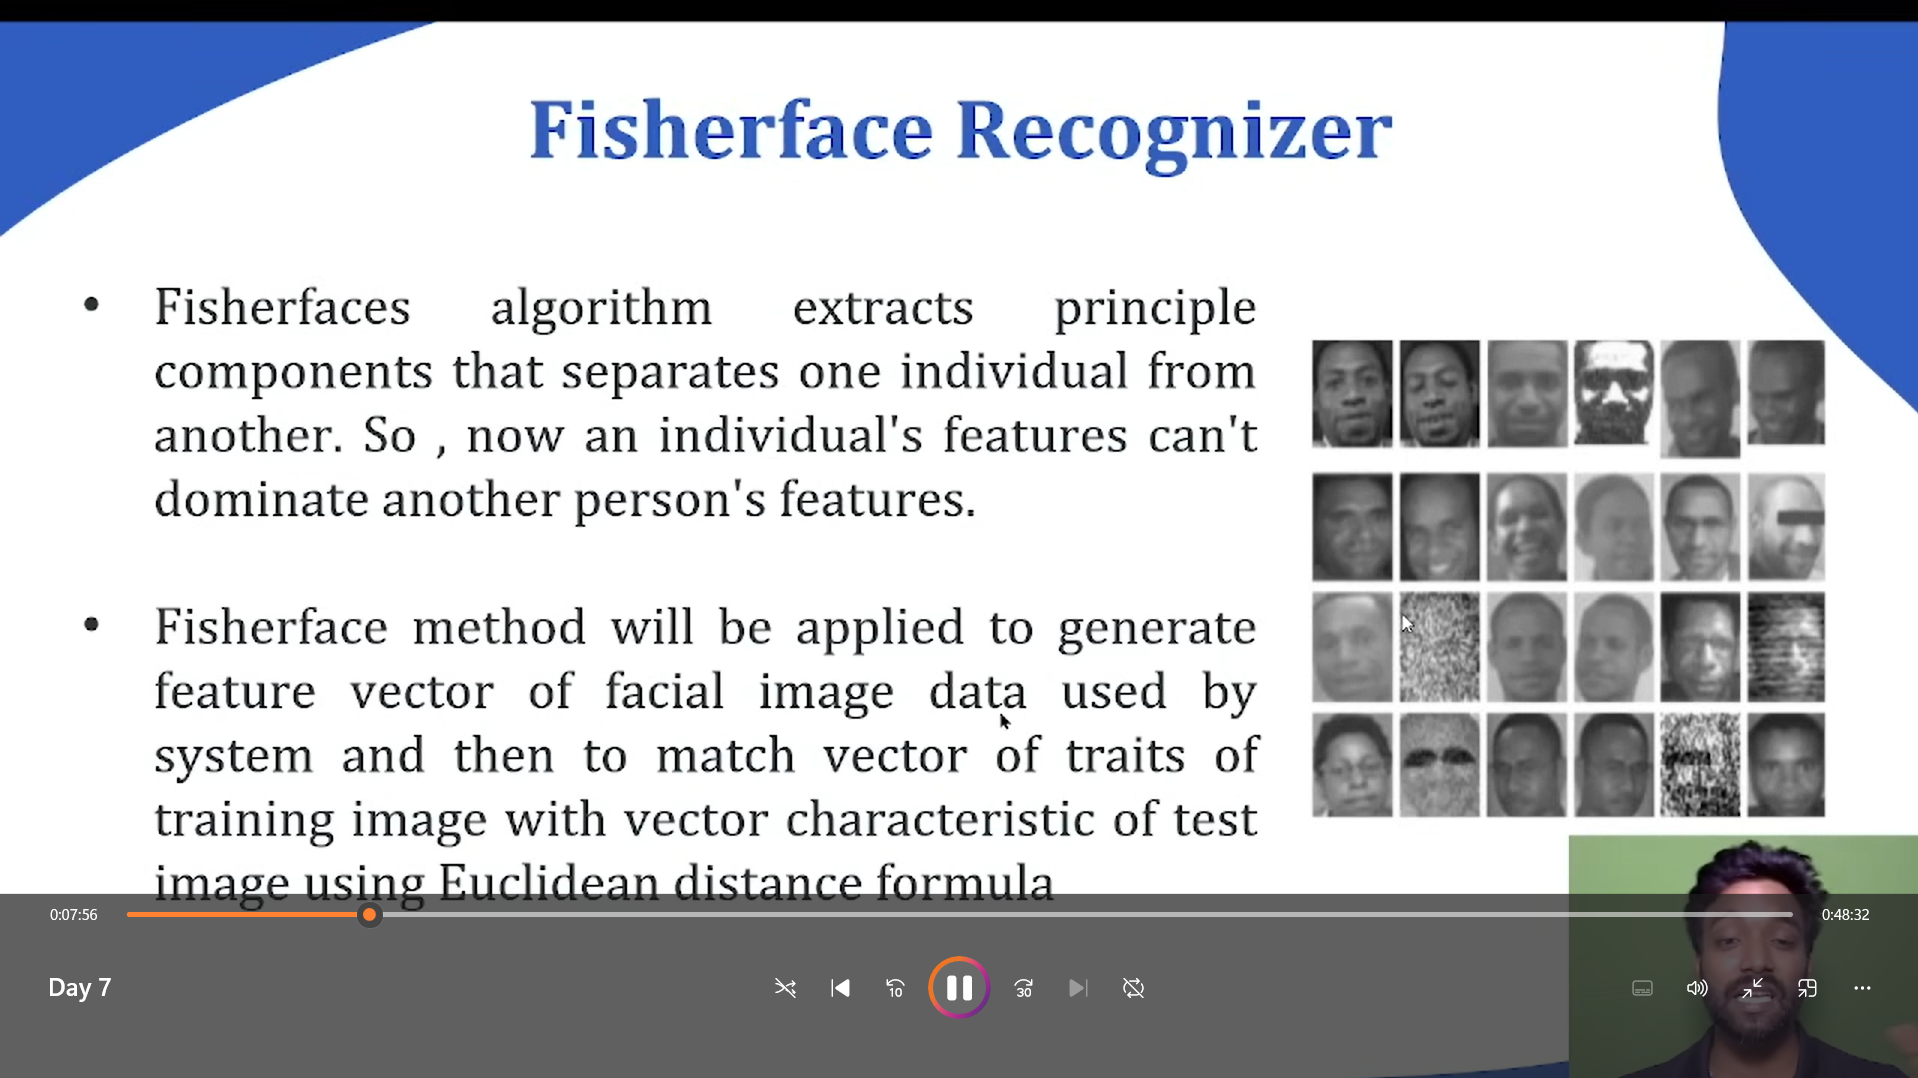 Fisherface Recognizer
• Fisherfaces algorithm extracts principle
components that separates one individual from
another. So , now an individual's features can't
dominate another person's features.
• Fisherface method will be applied to generate
feature vector of facial image data used by
system and then to match vector of traits of
training image with vector characteristic of test
image using Euclidean distance formula
0:07:56
0:48:32
Day 7
10
30